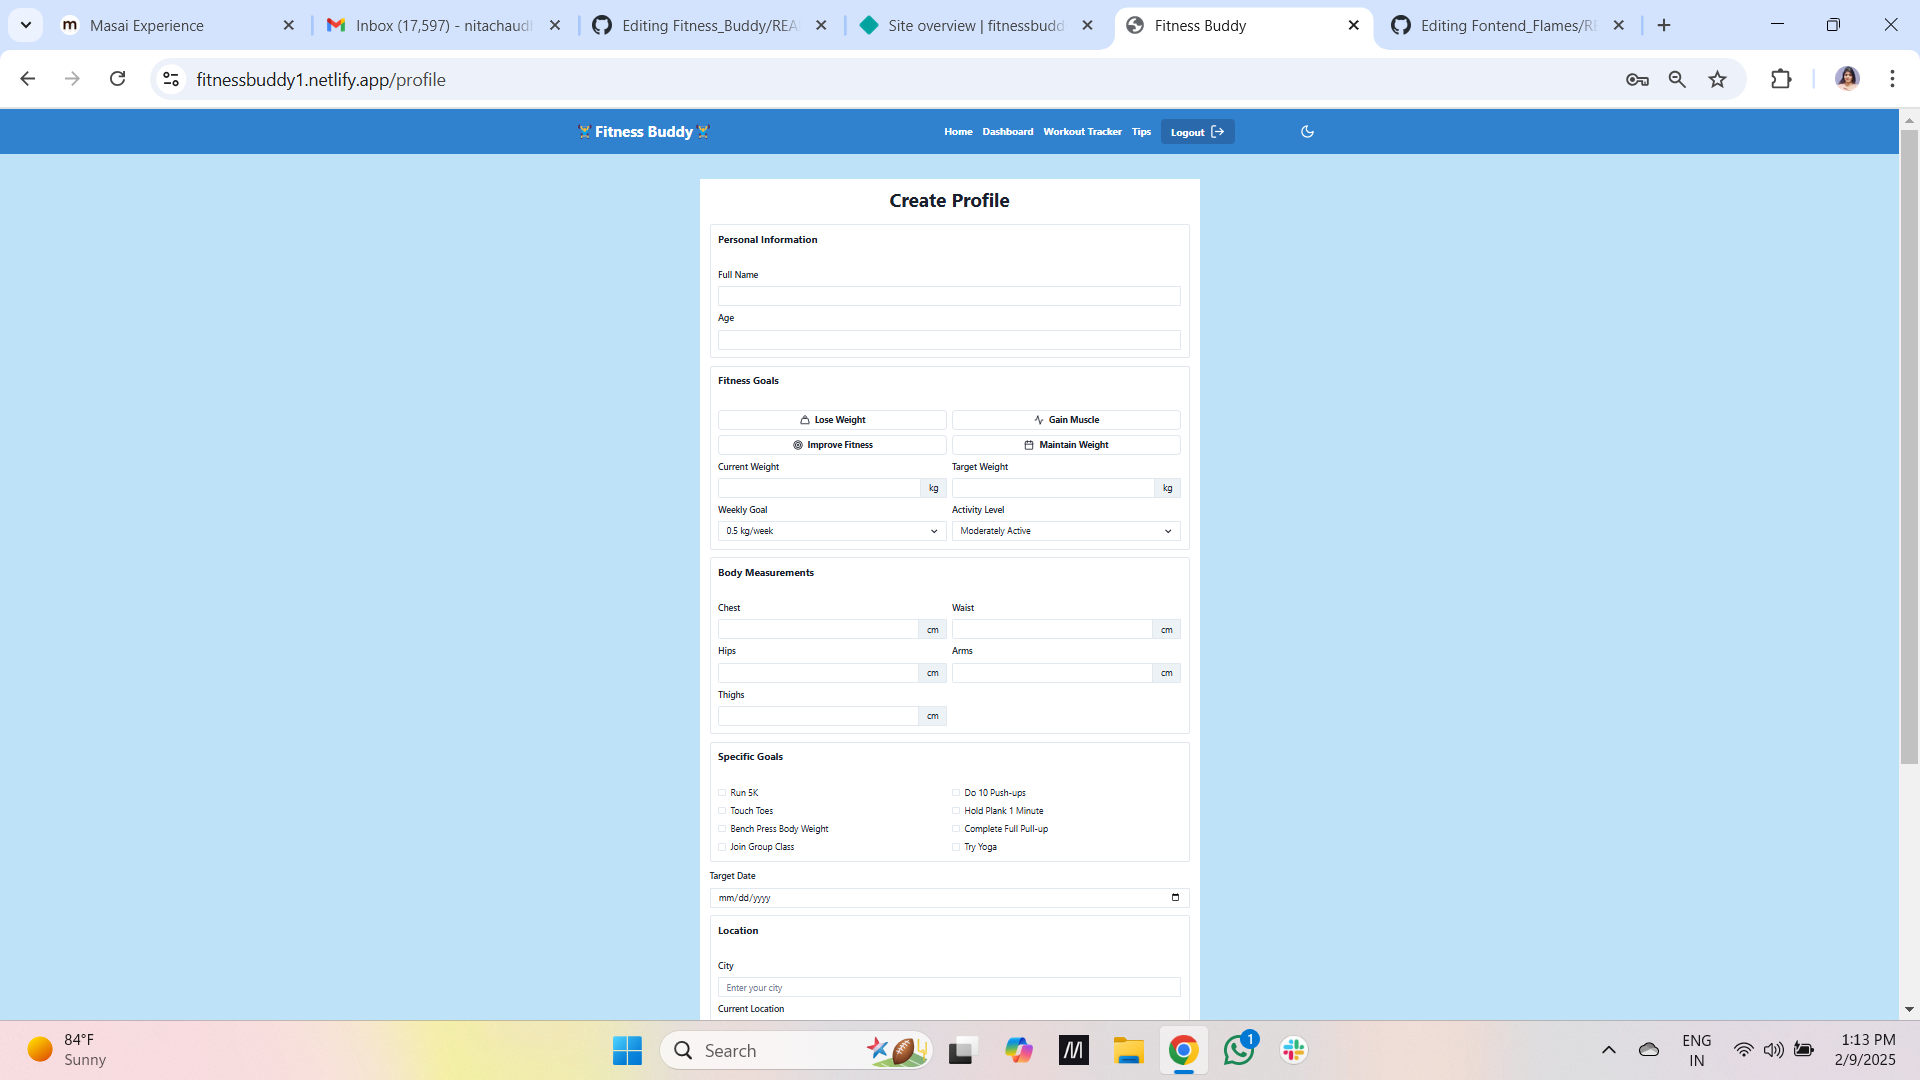 Masai Experience
Inbox (17,597) - nitachaud
Editing Fitness_Buddy/REA
Site overview | fitnessbudd
Fitness Buddy
Editing Fontend_Flames/R
fitnessbuddy1.netlify.app/profile
Fitness Buddy
Home Dashboard Workout Tracker Tips Logout
Create Profile
Personal Information
Full Name
Age
Fitness Goals
Lose Weight Gain Muscle
Improve Fitness Maintain Weight
Current Weight Target Weight
kg kg
Weekly Goal Activity Level
0.5 kg/week Moderately Active
Body Measurements
Chest Waist
cm cm
Hips Arms
cm cm
Thighs
cm
Specific Goals
Run 5K Do 10 Push-ups
Touch Toes Hold Plank 1 Minute
Bench Press Body Weight Complete Full Pull-up
Join Group Class Try Yoga
Target Date
mm/dd/yyyy
Location
City
Enter your city
Current Location
84°F
Sunny
Search
1
ENG
IN
1:13 PM
2/9/2025